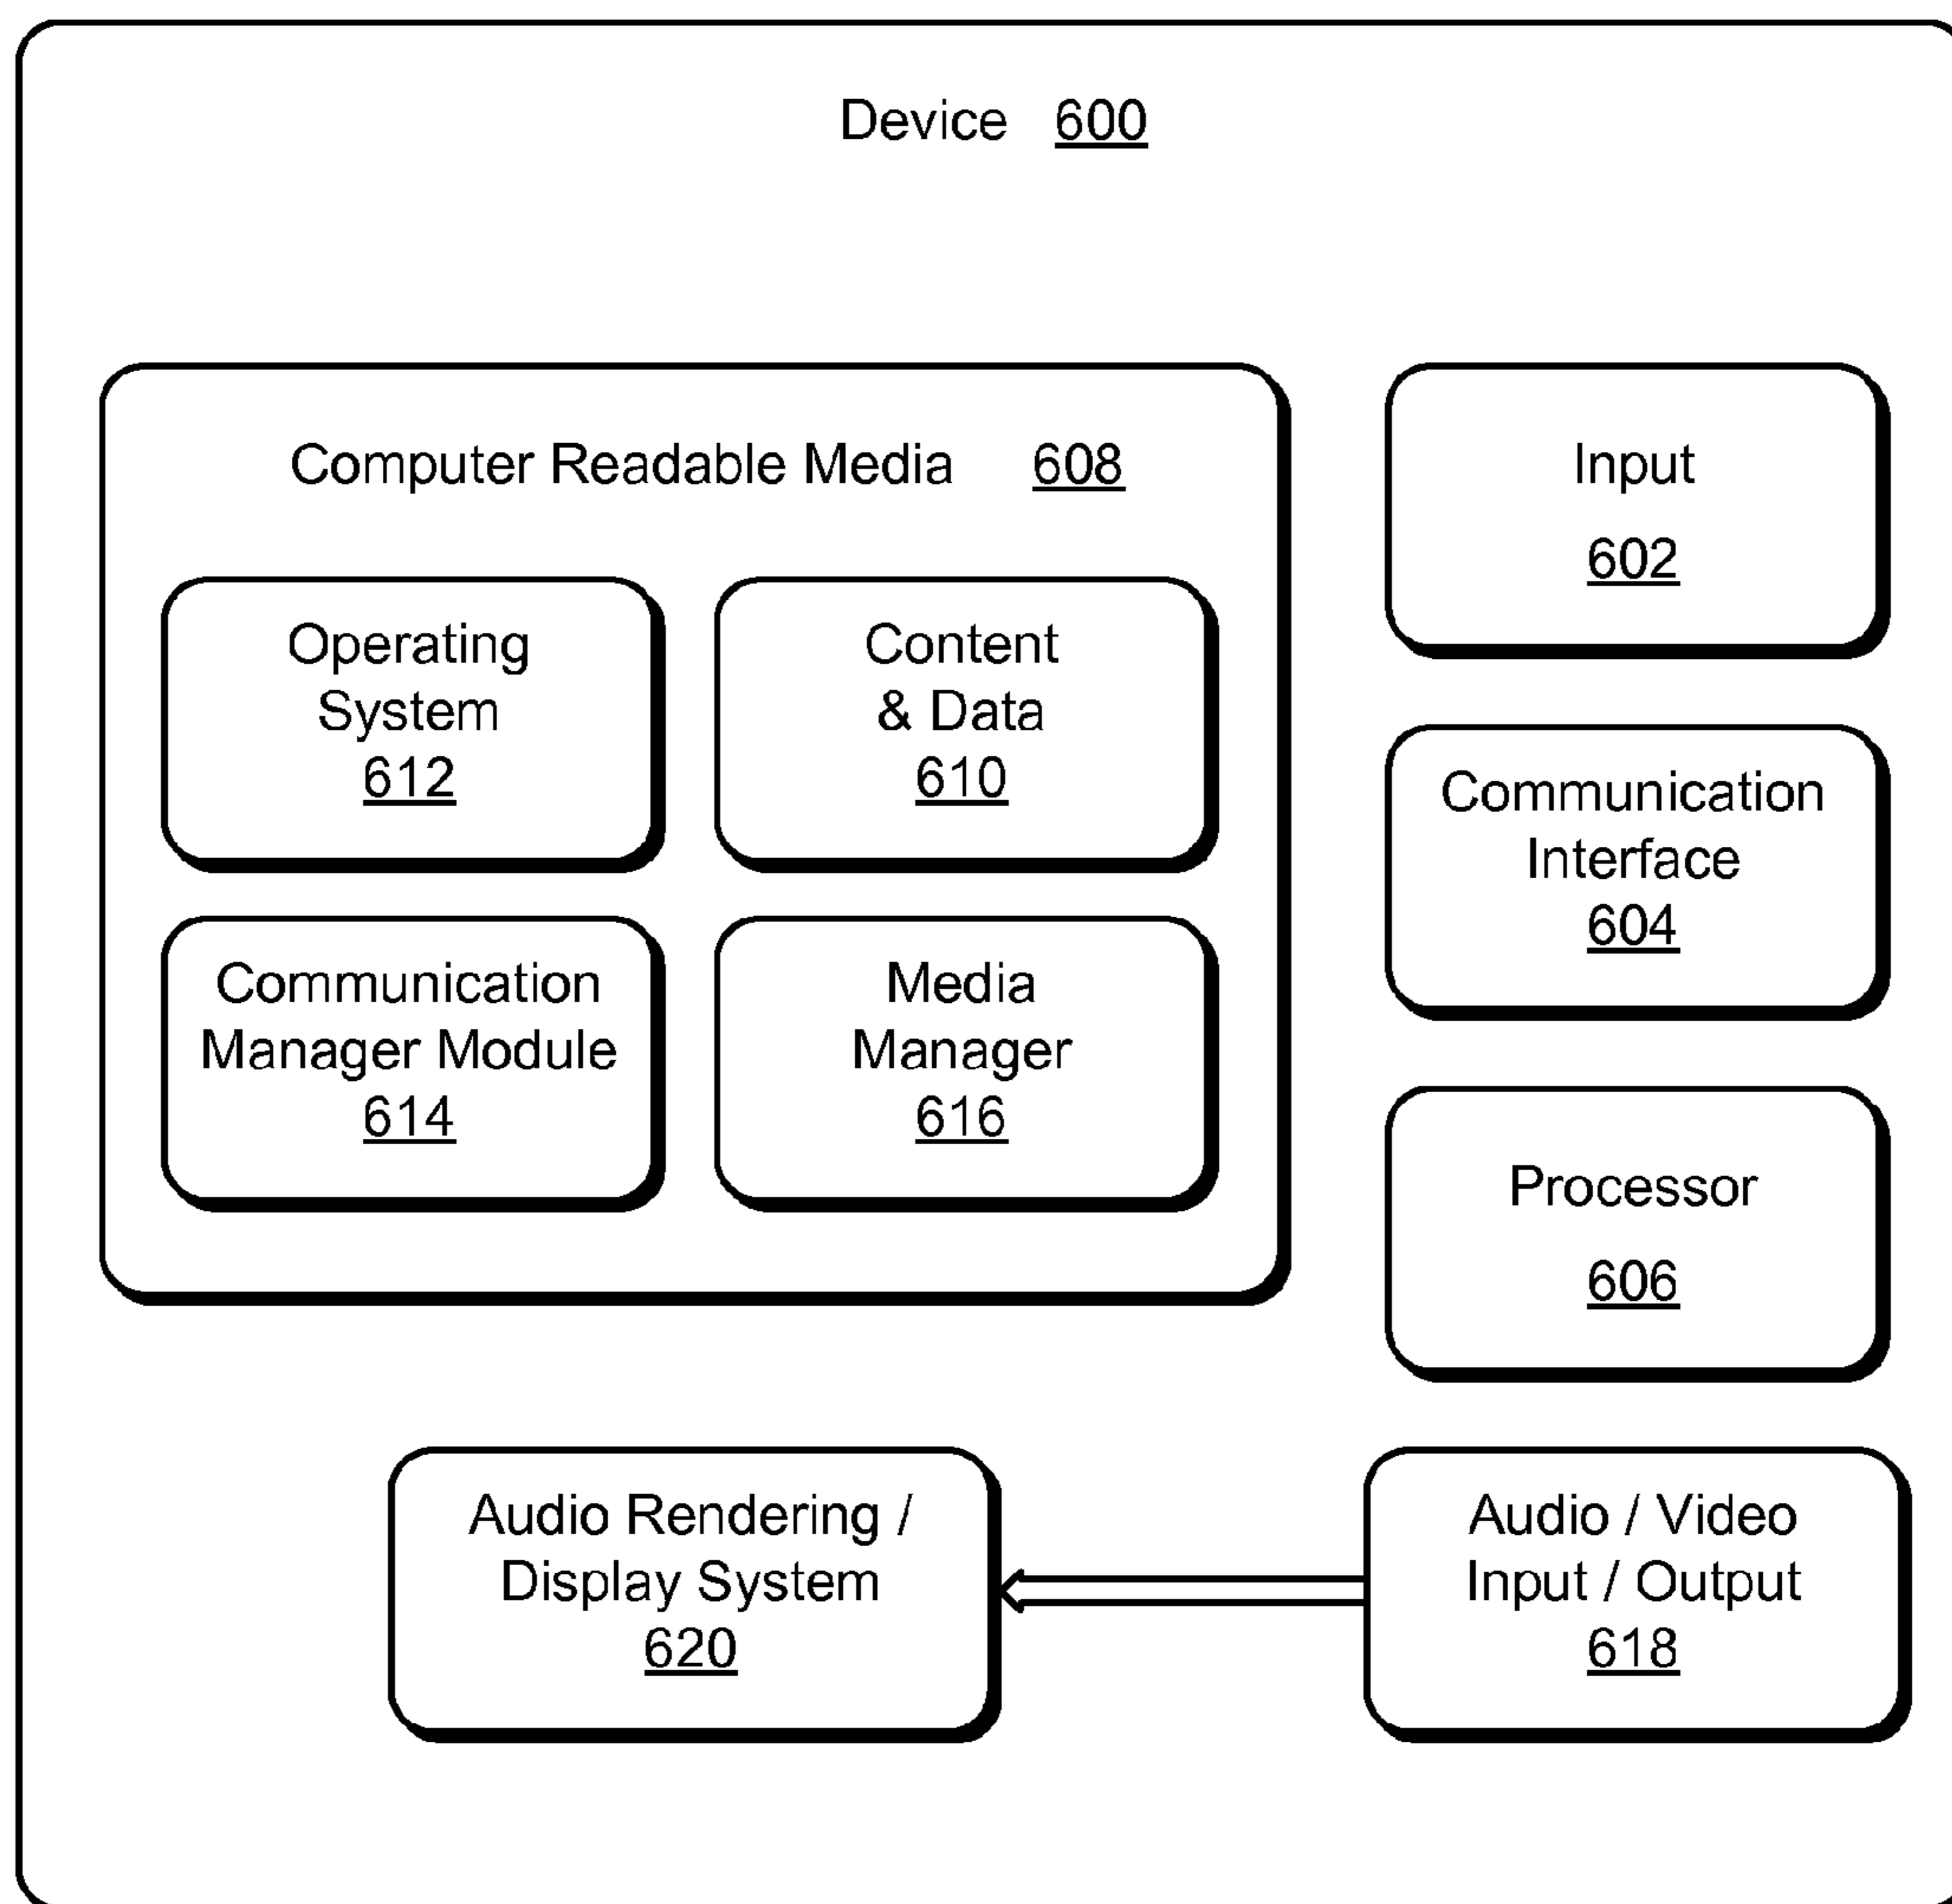 Device 600
Computer Readable Media 608
Operating
System
612
Content
& Data
610
Communication
Manager Module
614
Media
Manager
616
Input
602
Communication
Interface
604
Processor
606
Audio Rendering /
Display System
620
Audio / Video
Input / Output
618